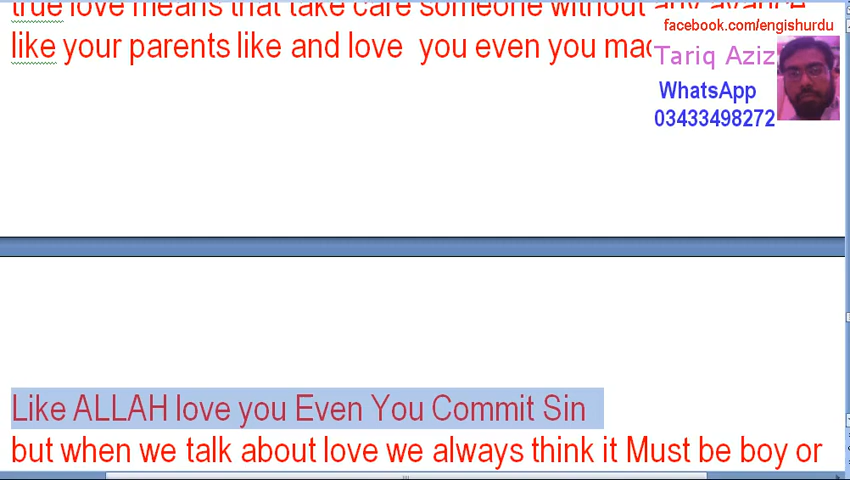 true love means that take care someone without any
like your parents like and love you even you
facebook.com/engishurdu
Tariq Aziz
WhatsApp
03433498272
Like ALLAH love you Even You Commit Sin
but when we talk about love we always think it Must be boy or